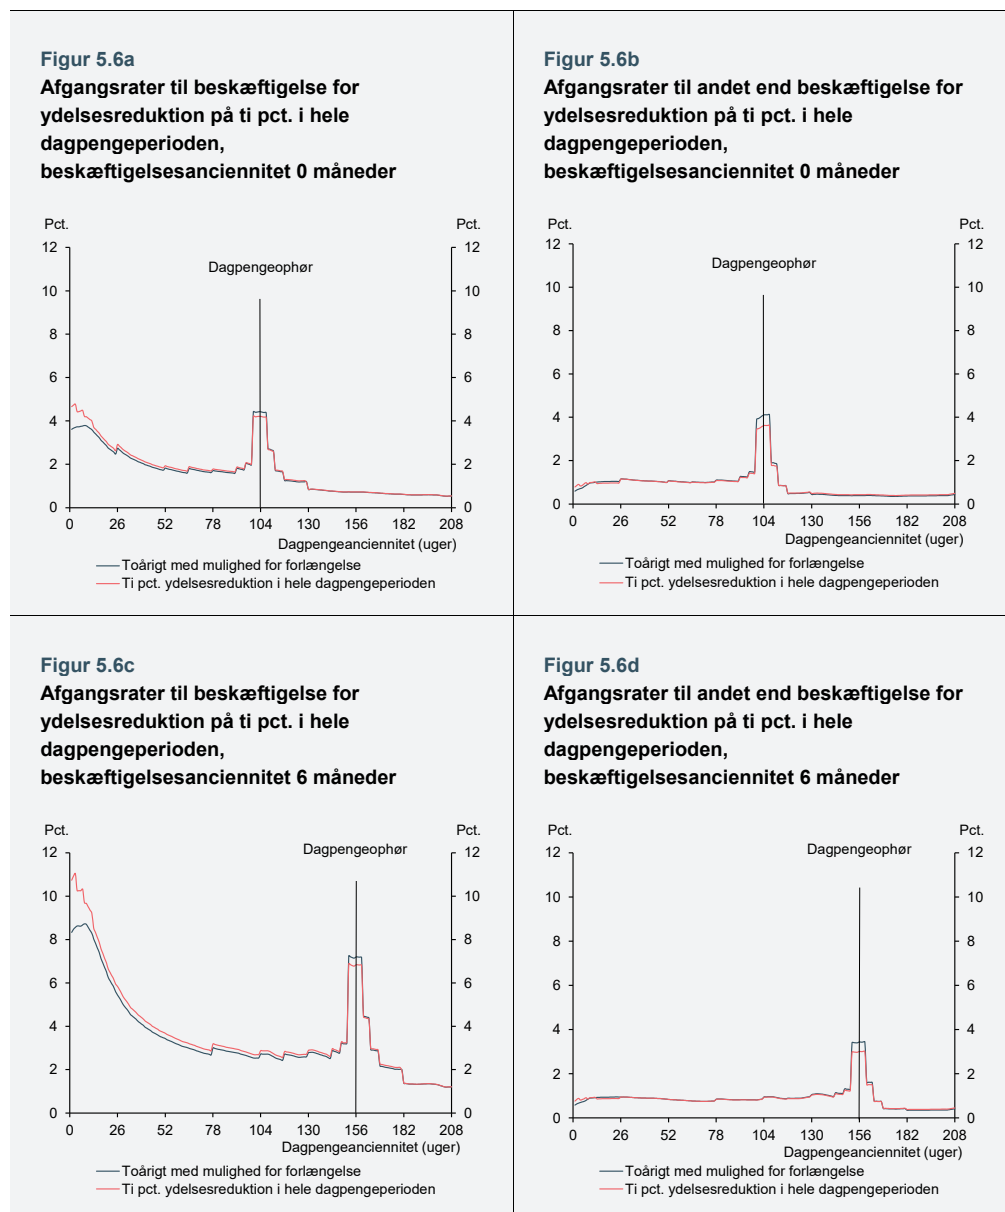 Figur 5.6a
Afgangsrater til beskæftigelse for
ydelsesreduktion på ti pct. i hele
dagpengeperioden,
beskæftigelsesanciennitet 0 måneder
Pct. Pct.
12 12
Dagpengeophør
10 10
8 8
6 6
4 4
2 2
0 0
0 26 52 78 104 130 156 182 208
Dagpengeanciennitet (uger)
Toårigt med mulighed for forlængelse
Ti pct. ydelsesreduktion i hele dagpengeperioden
Figur 5.6b
Afgangsrater til andet end beskæftigelse for
ydelsesreduktion på ti pct. i hele
dagpengeperioden,
beskæftigelsesanciennitet 0 måneder
Pct. Pct.
12 12
Dagpengeophør
10 10
8 8
6 6
4 4
2 2
0 0
0 26 52 78 104 130 156 182 208
Dagpengeanciennitet (uger)
Toårigt med mulighed for forlængelse
Ti pct. ydelsesreduktion i hele dagpengeperioden
Figur 5.6c
Afgangsrater til beskæftigelse for
ydelsesreduktion på ti pct. i hele
dagpengeperioden,
beskæftigelsesanciennitet 6 måneder
Pct. Pct.
12 12
Dagpengeophør
10 10
8 8
6 6
4 4
2 2
0 0
0 26 52 78 104 130 156 182 208
Dagpengeanciennitet (uger)
Toårigt med mulighed for forlængelse
Ti pct. ydelsesreduktion i hele dagpengeperioden
Figur 5.6d
Afgangsrater til andet end beskæftigelse for
ydelsesreduktion på ti pct. i hele
dagpengeperioden,
beskæftigelsesanciennitet 6 måneder
Pct. Pct.
12 12
Dagpengeophør
10 10
8 8
6 6
4 4
2 2
0 0
0 26 52 78 104 130 156 182 208
Dagpengeanciennitet (uger)
Toårigt med mulighed for forlængelse
Ti pct. ydelsesreduktion i hele dagpengeperioden